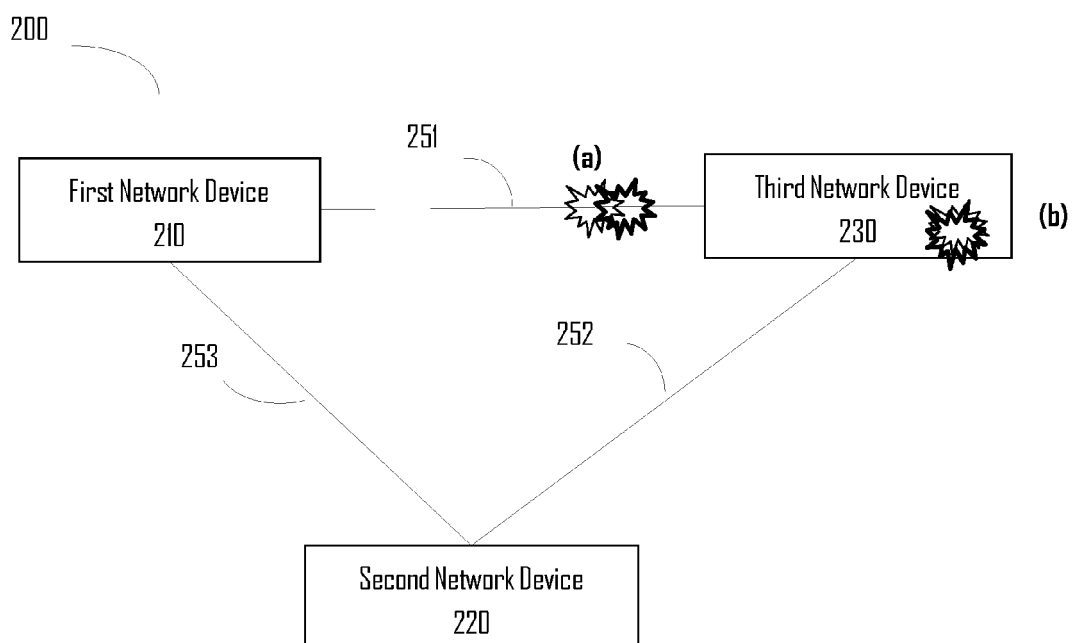 200
251
(a)
First Network Device
210
Third Network Device
230
(b)
253
252
Second Network Device
220